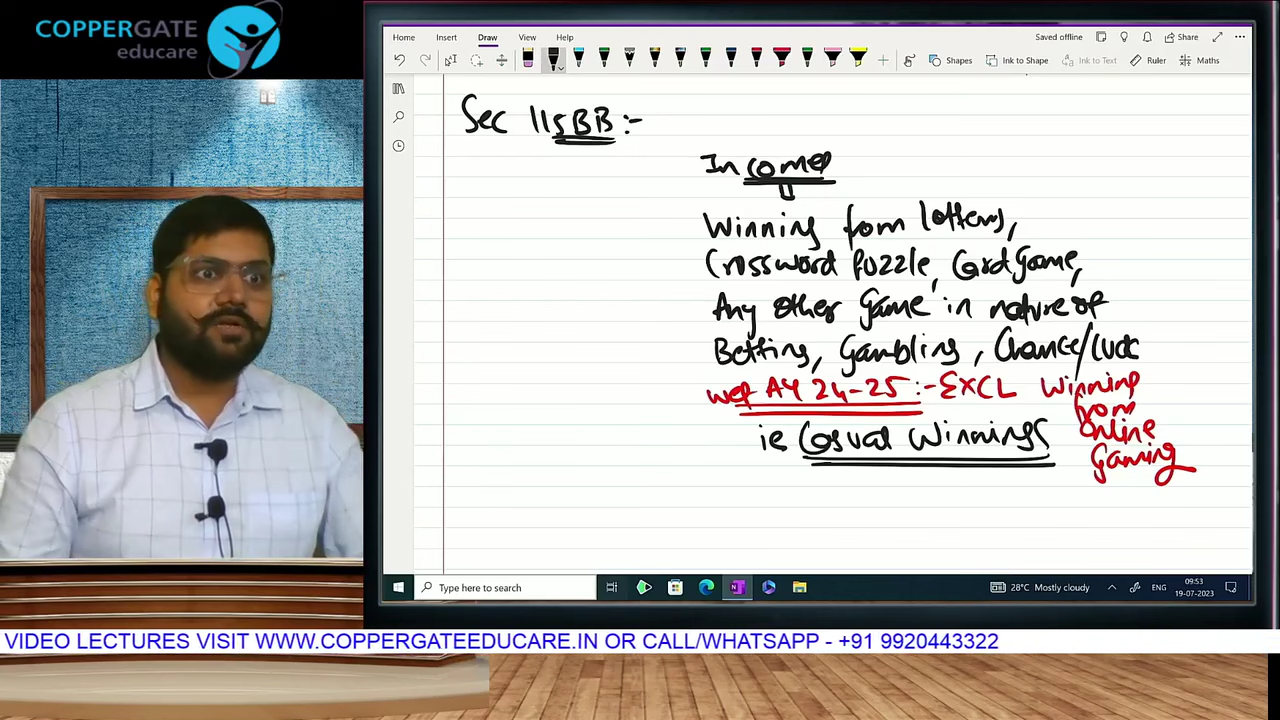 COPPERGATE
educare
Home Insert Draw View Help
Saved offline Share
Shapes Ink to Shape Ink to Text Ruler Maths
Sec 115BB:-
Income
Winning from lottery,
Crossword Puzzle, Card Game,
Any other Game in nature of
Betting, Gambling, Chance/Luck
wef AY 24-25 :- EXCL Winning
from
online
Gaming
ie Casual Winnings
Type here to search
28°C Mostly cloudy
ENG
09:53
19-07-2023
VIDEO LECTURES VISIT WWW.COPPERGATEEDUCARE.IN OR CALL/WHATSAPP - +91 9920443322